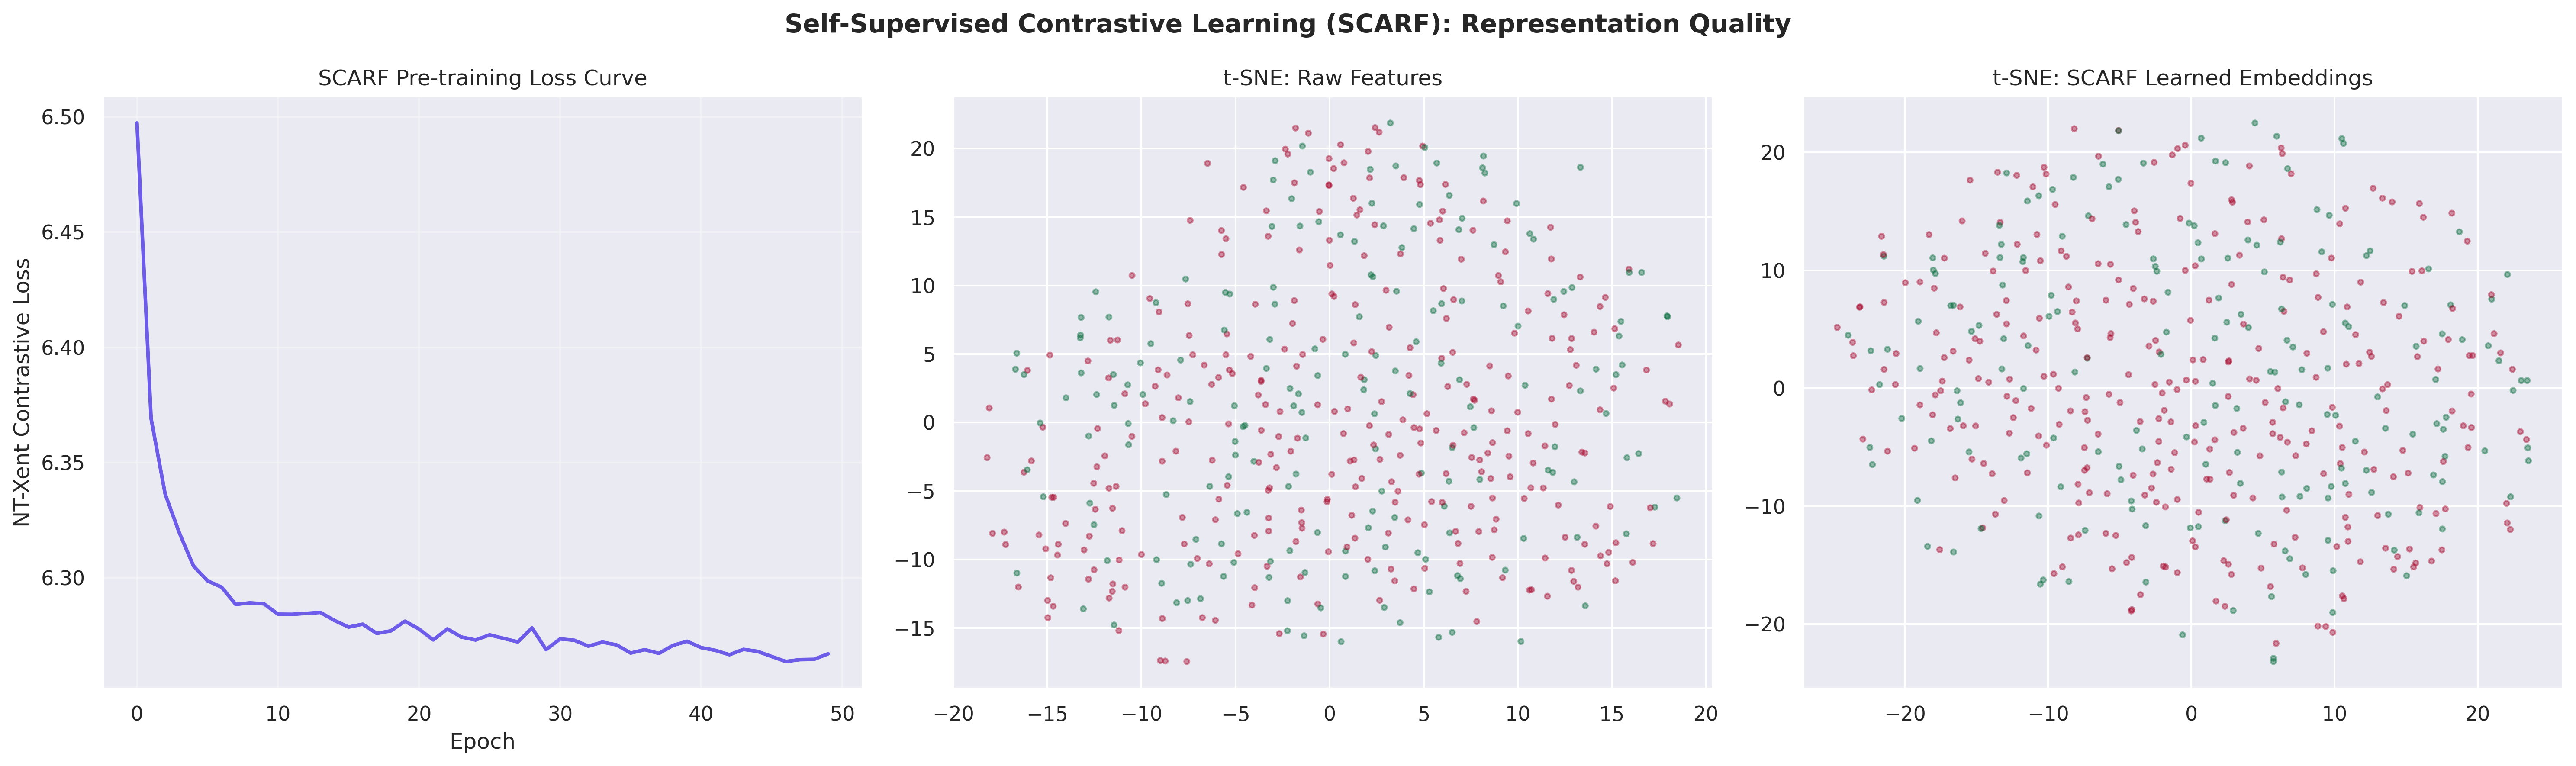 Self-Supervised Contrastive Learning (SCARF): Representation Quality
SCARF Pre-training Loss Curve
NT-Xent Contrastive Loss
6.50
6.45
6.40
6.35
6.30
0 10 20 30 40 50
Epoch
t-SNE: Raw Features
20
15
10
5
0
−5
−10
−15
−20 −15 −10 −5 0 5 10 15 20
t-SNE: SCARF Learned Embeddings
20
10
0
−10
−20
−20 −10 0 10 20